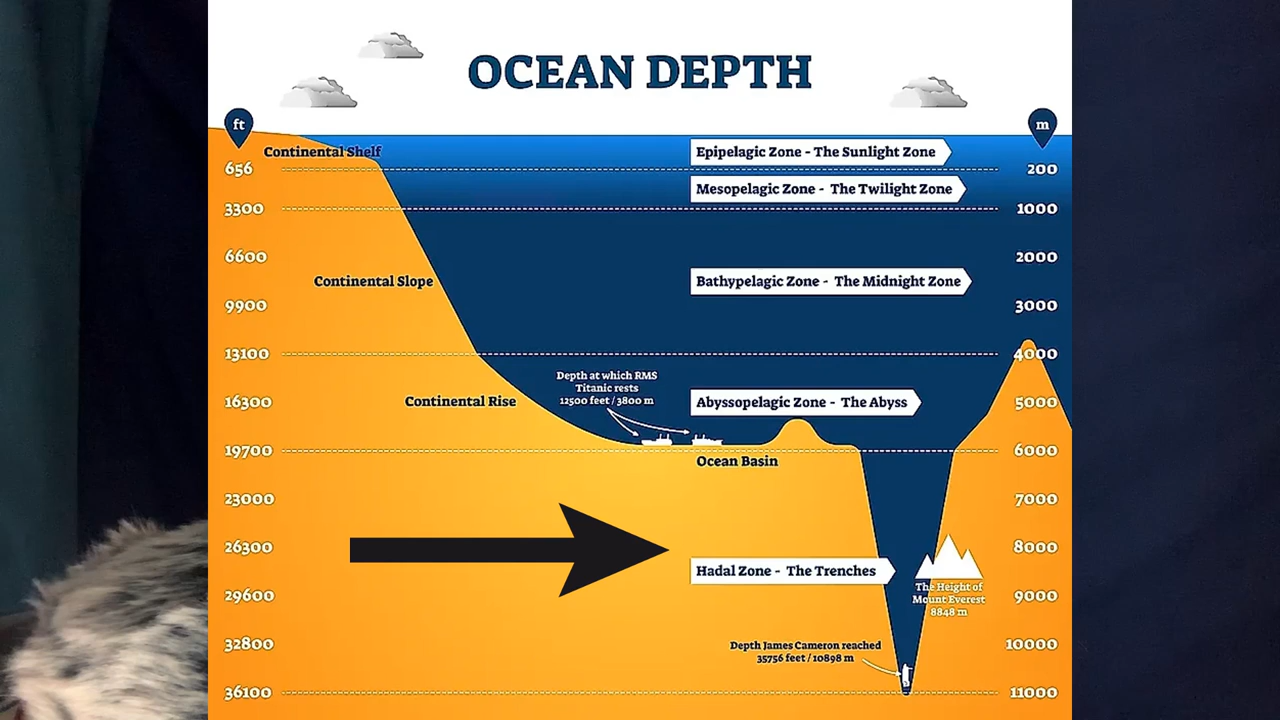 OCEAN DEPTH
ft
m
Continental Shelf
Epipelagic Zone - The Sunlight Zone
656
200
Mesopelagic Zone - The Twilight Zone
3300
1000
6600
2000
Continental Slope
Bathypelagic Zone - The Midnight Zone
9900
3000
13100
4000
Depth at which RMS
Titanic rests
12500 feet / 3800 m
16300
Continental Rise
Abyssopelagic Zone - The Abyss
5000
19700
6000
Ocean Basin
23000
7000
26300
8000
Hadal Zone - The Trenches
The Height of
Mount Everest
8848 m
29600
9000
32800
10000
Depth James Cameron reached
35756 feet / 10898 m
36100
11000